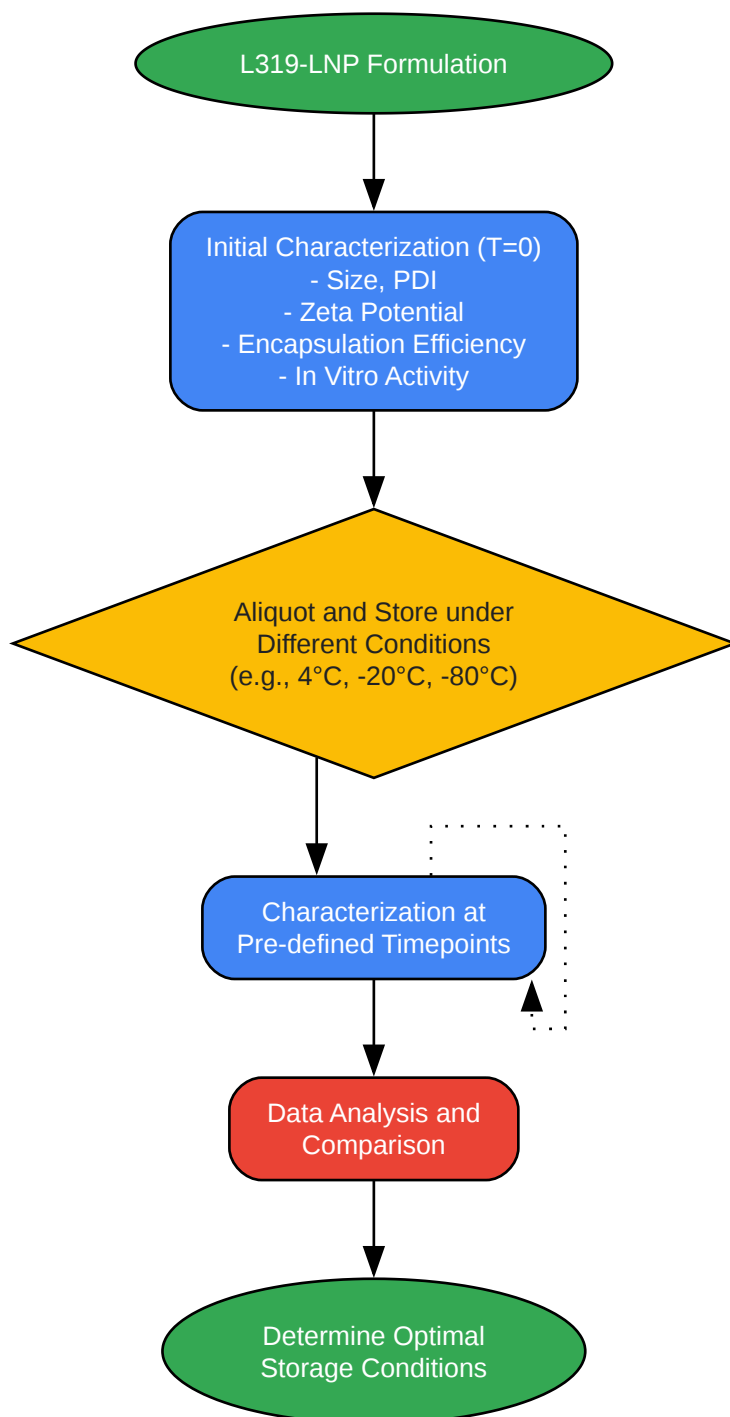 L319-LNP Formulation
Initial Characterization (T=0)
- Size, PDI
- Zeta Potential
- Encapsulation Efficiency
- In Vitro Activity
Aliquot and Store under
Different Conditions
(e.g., 4°C, -20°C, -80°C)
Characterization at
Pre-defined Timepoints
Data Analysis and
Comparison
Determine Optimal
Storage Conditions